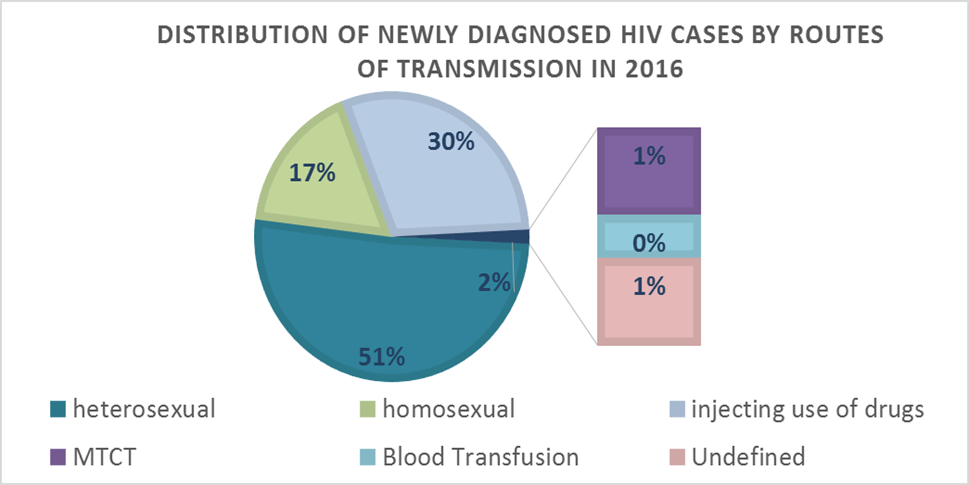 DISTRIBUTION OF NEWLY DIAGNOSED HIV CASES BY ROUTES
OF TRANSMISSION IN 2016
30%
17%
2%
51%
1%
0%
1%
heterosexual
homosexual
injecting use of drugs
MTCT
Blood Transfusion
Undefined